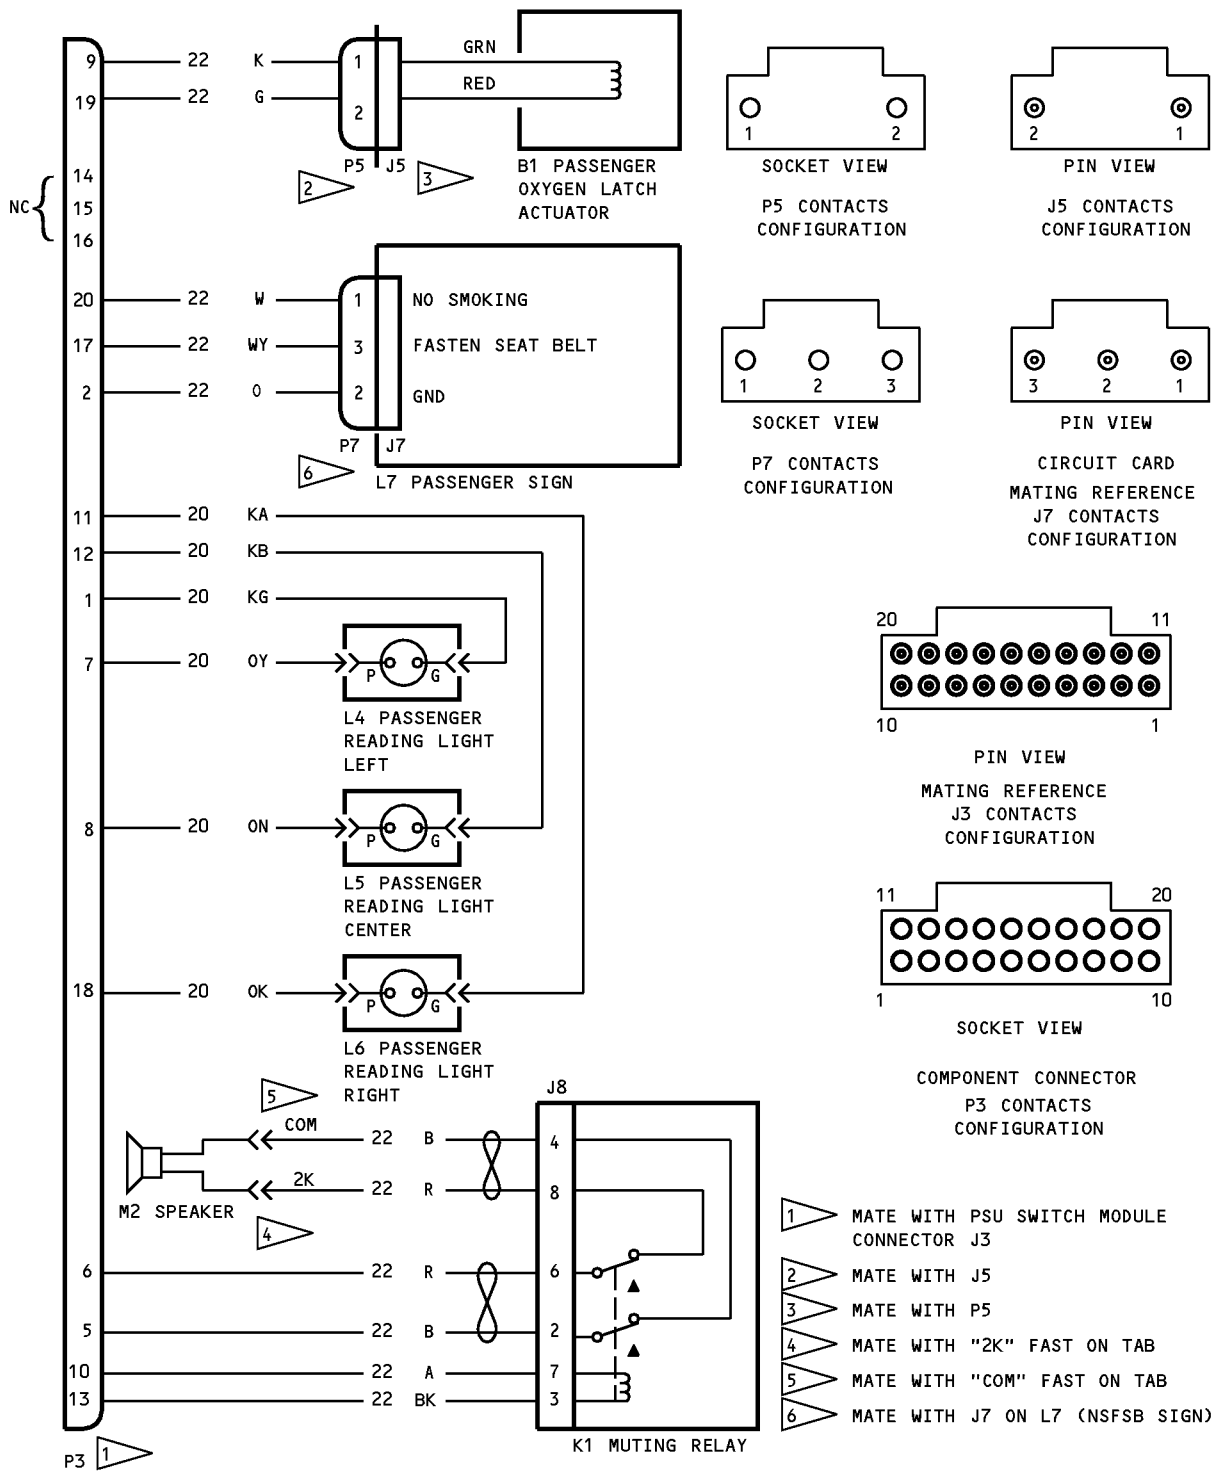 9 22 K 1 GRN
19 22 G 2 RED
P5 J5
2
3
B1 PASSENGER
OXYGEN LATCH
ACTUATOR
1 2
SOCKET VIEW
P5 CONTACTS
CONFIGURATION
2 1
PIN VIEW
J5 CONTACTS
CONFIGURATION
14
NC 15
16
20 22 W 1 NO SMOKING
17 22 WY 3 FASTEN SEAT BELT
2 22 O 2 GND
P7 J7
6
L7 PASSENGER SIGN
1 2 3
SOCKET VIEW
P7 CONTACTS
CONFIGURATION
3 2 1
PIN VIEW
CIRCUIT CARD
MATING REFERENCE
J7 CONTACTS
CONFIGURATION
11 20 KA
12 20 KB
1 20 KG
7 20 OY P G
L4 PASSENGER
READING LIGHT
LEFT
8 20 ON P G
L5 PASSENGER
READING LIGHT
CENTER
18 20 OK P G
L6 PASSENGER
READING LIGHT
RIGHT
20 11
10 1
PIN VIEW
MATING REFERENCE
J3 CONTACTS
CONFIGURATION
11 20
1 10
SOCKET VIEW
COMPONENT CONNECTOR
P3 CONTACTS
CONFIGURATION
5
J8
COM 22 B 4
2K 22 R 8
M2 SPEAKER
4
6 22 R 6
5 22 B 2
10 22 A 7
13 22 BK 3
K1 MUTING RELAY
P3 1
1 MATE WITH PSU SWITCH MODULE
CONNECTOR J3
2 MATE WITH J5
3 MATE WITH P5
4 MATE WITH "2K" FAST ON TAB
5 MATE WITH "COM" FAST ON TAB
6 MATE WITH J7 ON L7 (NSFSB SIGN)